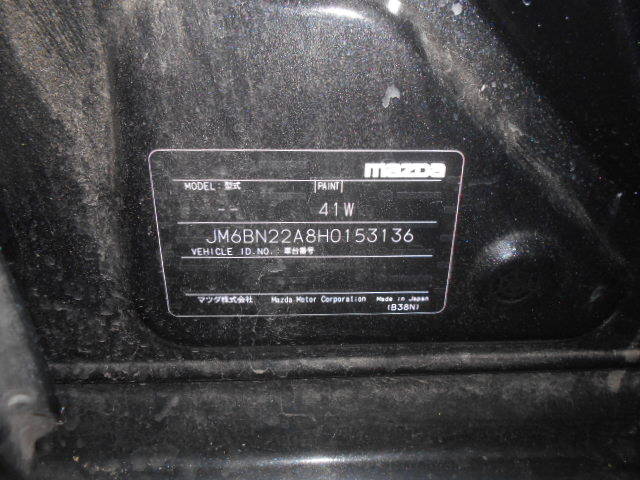 mazda
MODEL: 型式 PAINT
-- 41W
JM6BN22A8H0153136
VEHICLE ID.NO.: 車台番号
マツダ株式会社 Mazda Motor Corporation Made in Japan
(B38N)